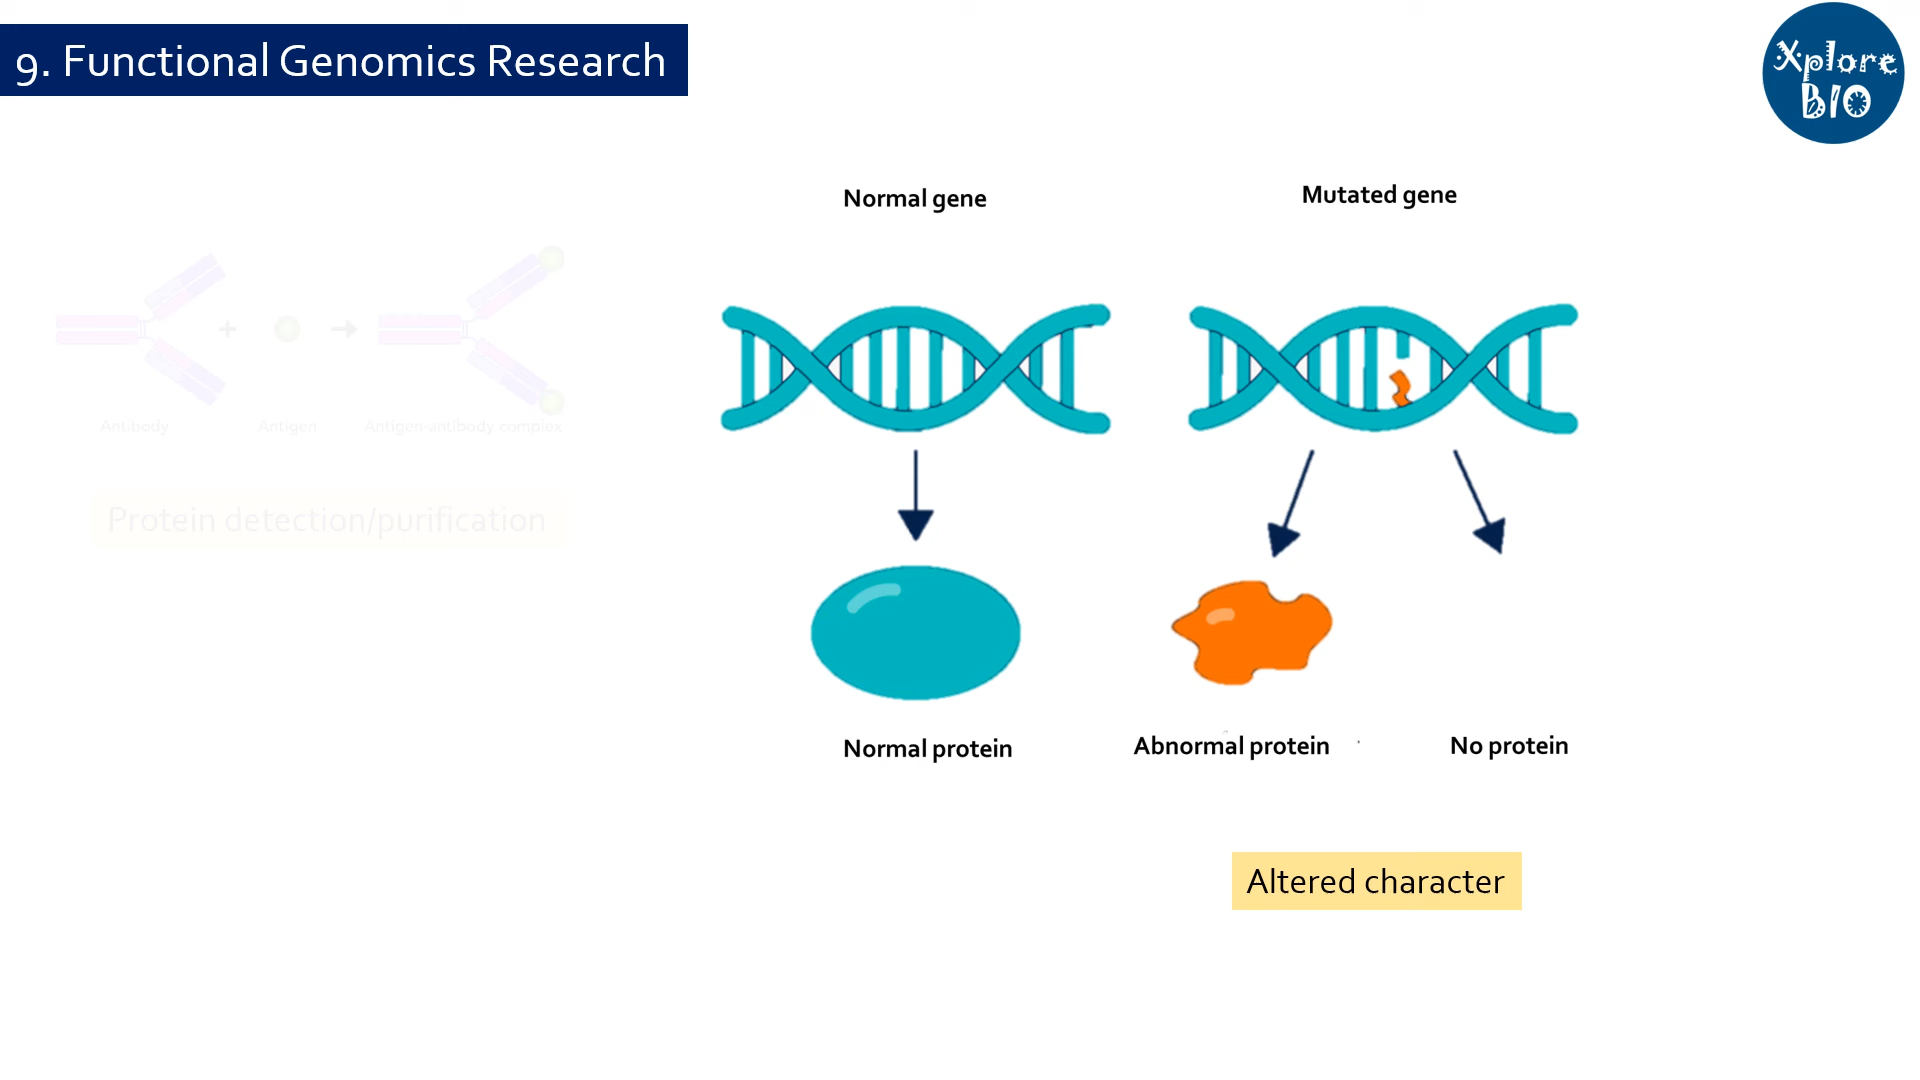 9. Functional Genomics Research
Xplore
BIO
Normal gene
Mutated gene
+
Antibody
Antigen
Antigen-antibody complex
Protein detection/purification
Normal protein
Abnormal protein
No protein
Altered character